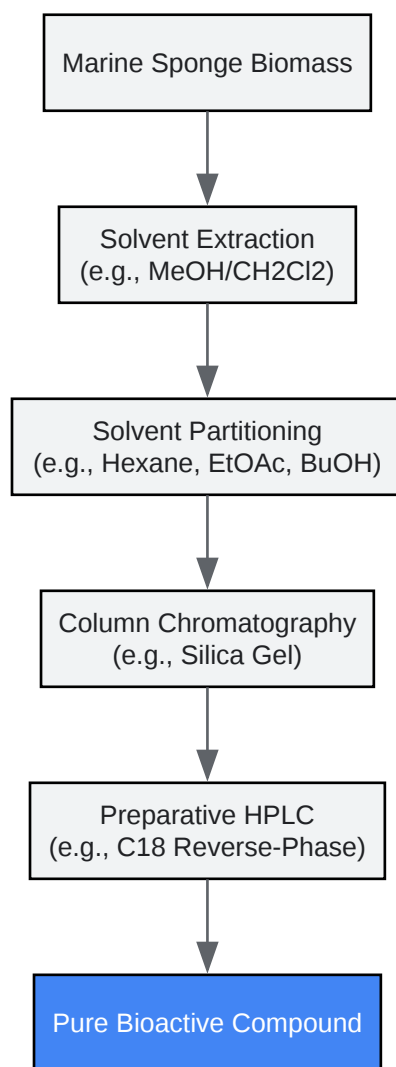 Marine Sponge Biomass
Solvent Extraction
(e.g., MeOH/CH2Cl2)
Solvent Partitioning
(e.g., Hexane, EtOAc, BuOH)
Column Chromatography
(e.g., Silica Gel)
Preparative HPLC
(e.g., C18 Reverse-Phase)
Pure Bioactive Compound